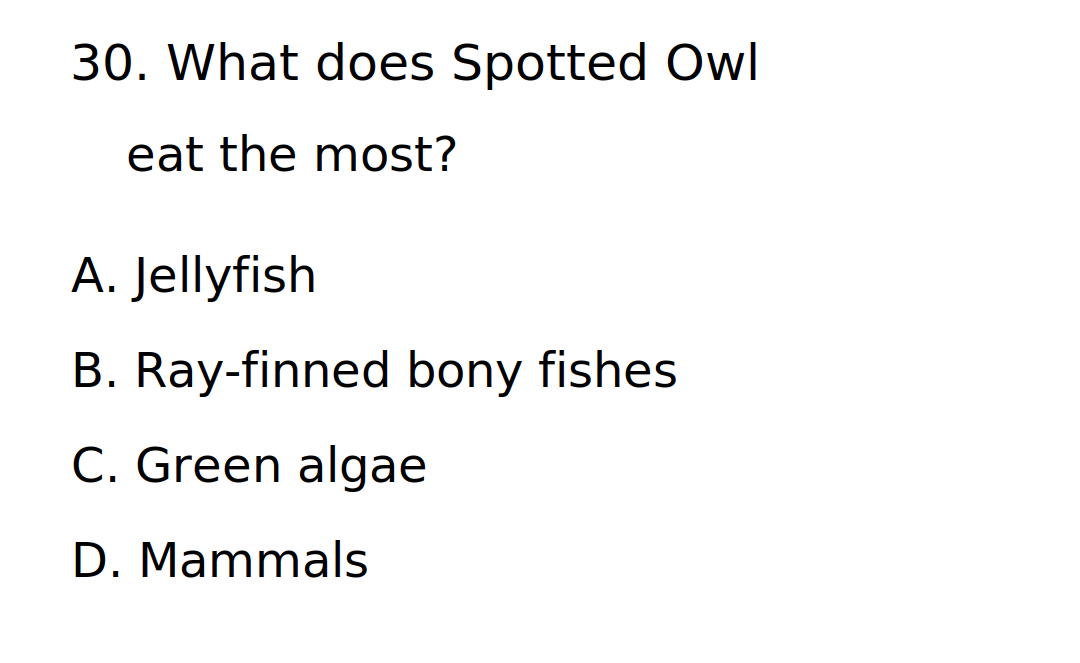 30. What does Spotted Owl
eat the most?
A. Jellyfish
B. Ray-finned bony fishes
C. Green algae
D. Mammals